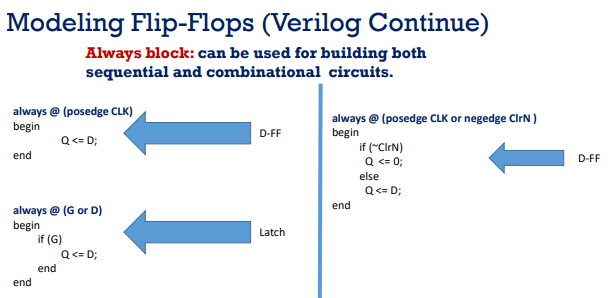 Modeling Flip-Flops (Verilog Continue)
Always block: can be used for building both
sequential and combinational circuits.
always @ (posedge CLK)
begin
Q <= D;
end
D-FF
always @ (G or D)
begin
if (G)
Q <= D;
end
end
Latch
always @ (posedge CLK or negedge ClrN )
begin
if (~ClrN)
Q <= 0;
else
Q <= D;
end
D-FF